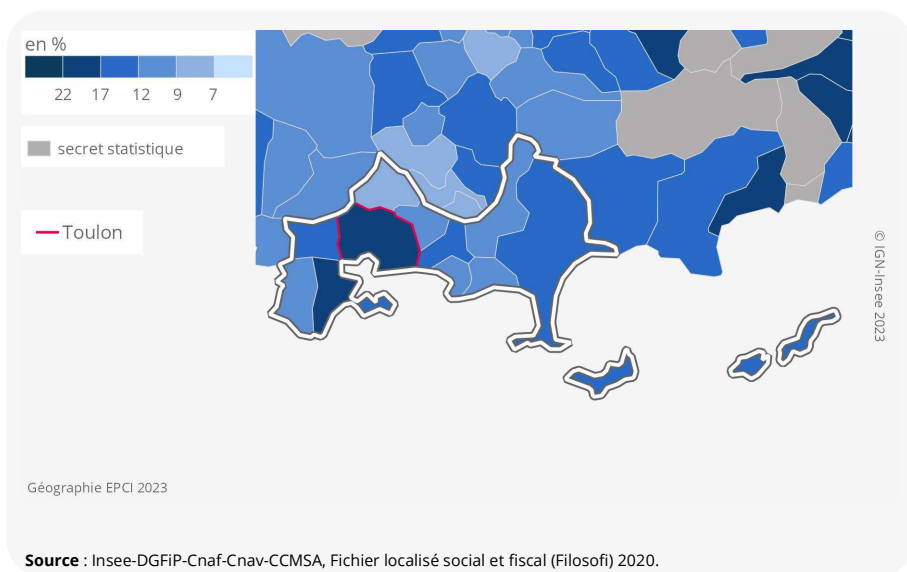 en %
22 17 12 9 7
secret statistique
Toulon
© IGN-Insee 2023
Géographie EPCI 2023
Source : Insee-DGFiP-Cnaf-Cnav-CCMSA, Fichier localisé social et fiscal (Filosofi) 2020.